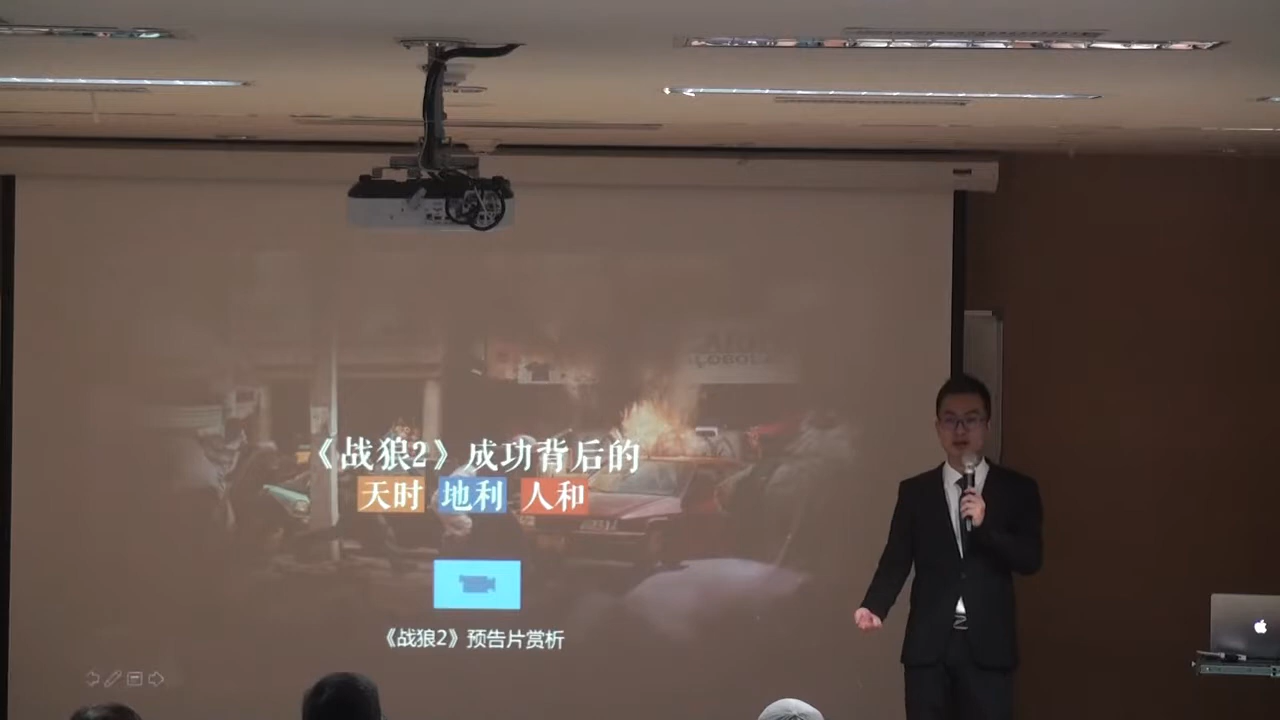 《战狼2》成功背后的
天时 地利 人和
《战狼2》预告片赏析